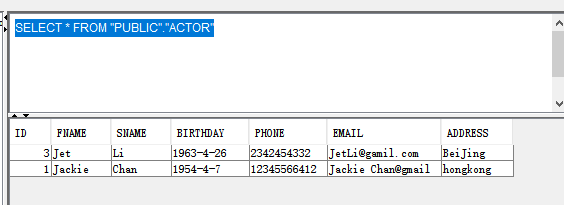 SELECT * FROM "PUBLIC"."ACTOR"
ID FNAME SNAME BIRTHDAY PHONE EMAIL ADDRESS
3 Jet Li 1963-4-26 2342454332 JetLi@gamil.com BeiJing
1 Jackie Chan 1954-4-7 12345566412 Jackie Chan@gmail hongkong